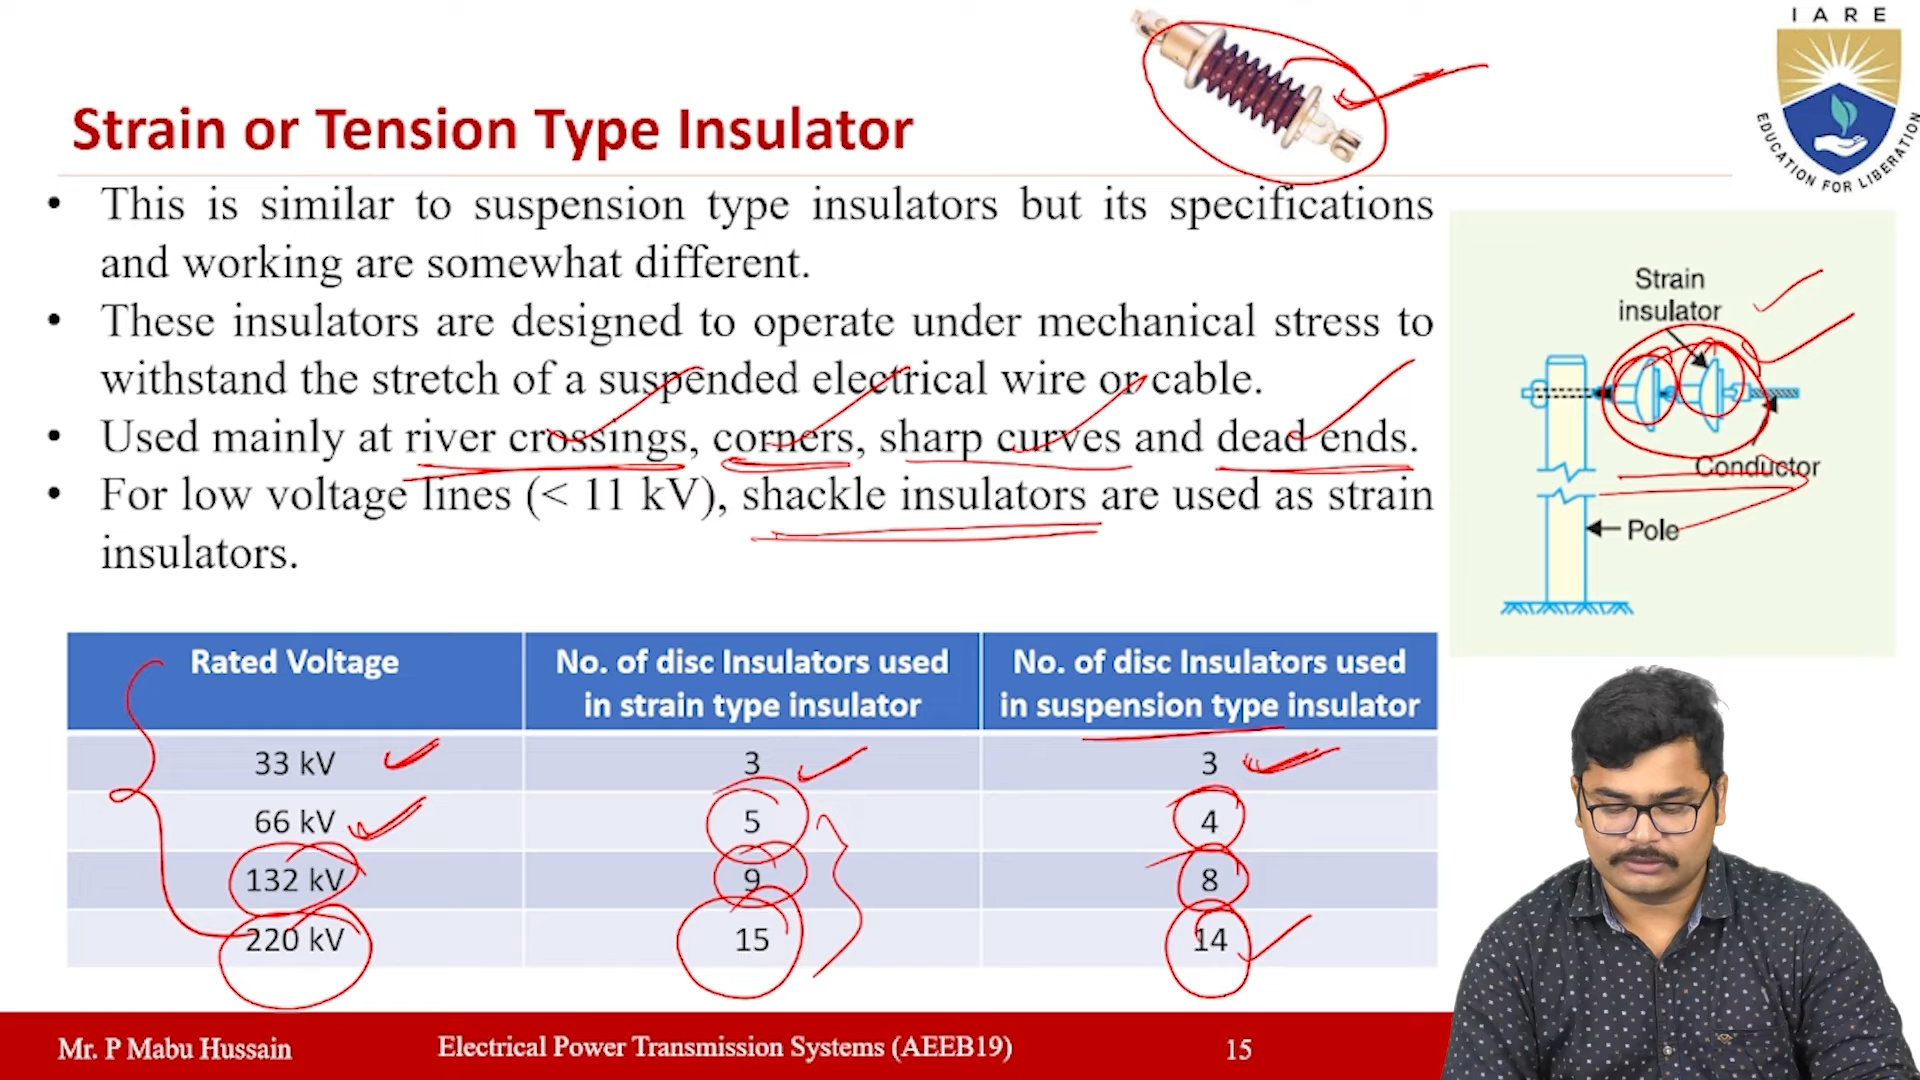 I A R E
EDUCATION FOR LIBERATION
Strain or Tension Type Insulator
• This is similar to suspension type insulators but its specifications
and working are somewhat different.
• These insulators are designed to operate under mechanical stress to
withstand the stretch of a suspended electrical wire or cable.
• Used mainly at river crossings, corners, sharp curves and dead ends.
• For low voltage lines (< 11 kV), shackle insulators are used as strain
insulators.
Strain
insulator
Conductor
Pole
Rated Voltage
No. of disc Insulators used
in strain type insulator
No. of disc Insulators used
in suspension type insulator
33 kV 3 3
66 kV 5 4
132 kV 9 8
220 kV 15 14
Mr. P Mabu Hussain Electrical Power Transmission Systems (AEEB19) 15